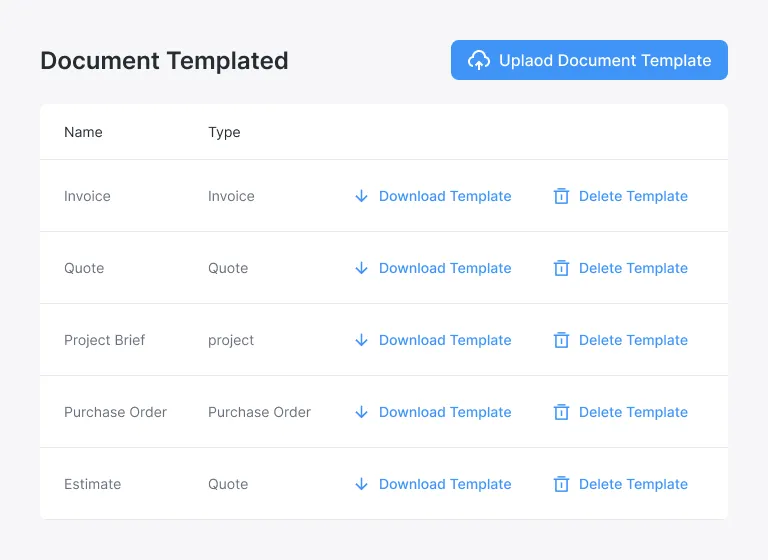 Document Templated
Uplaod Document Template
Name Type
Invoice Invoice Download Template Delete Template
Quote Quote Download Template Delete Template
Project Brief project Download Template Delete Template
Purchase Order Purchase Order Download Template Delete Template
Estimate Quote Download Template Delete Template